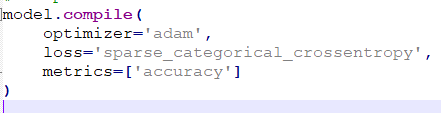 model.compile(
    optimizer='adam',
    loss='sparse_categorical_crossentropy',
    metrics=['accuracy']
)